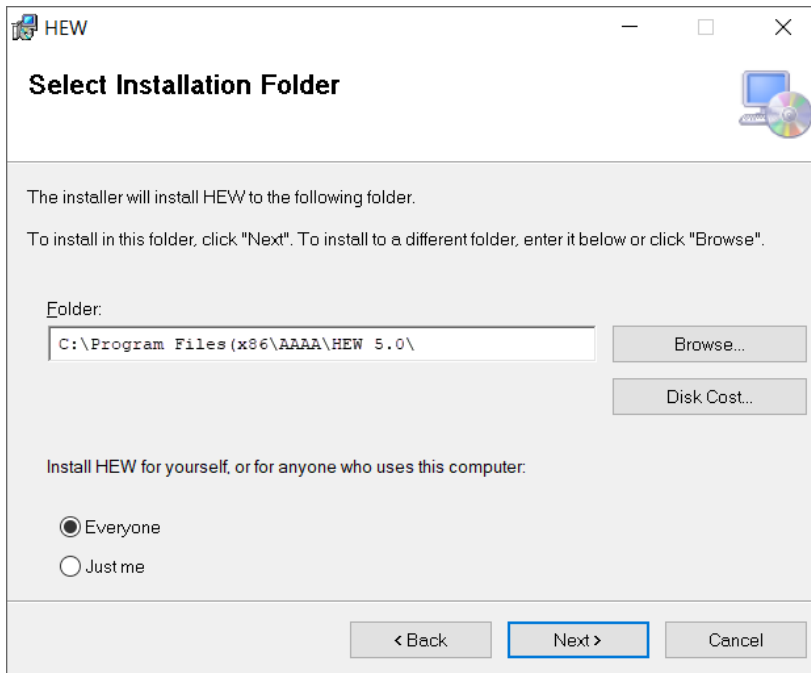 HEW
Select Installation Folder
The installer will install HEW to the following folder.
To install in this folder, click "Next". To install to a different folder, enter it below or click "Browse".
Folder:
C:\Program Files(x86\AAAA\HEW 5.0\
Browse...
Disk Cost...
Install HEW for yourself, or for anyone who uses this computer:
Everyone
Just me
< Back
Next >
Cancel